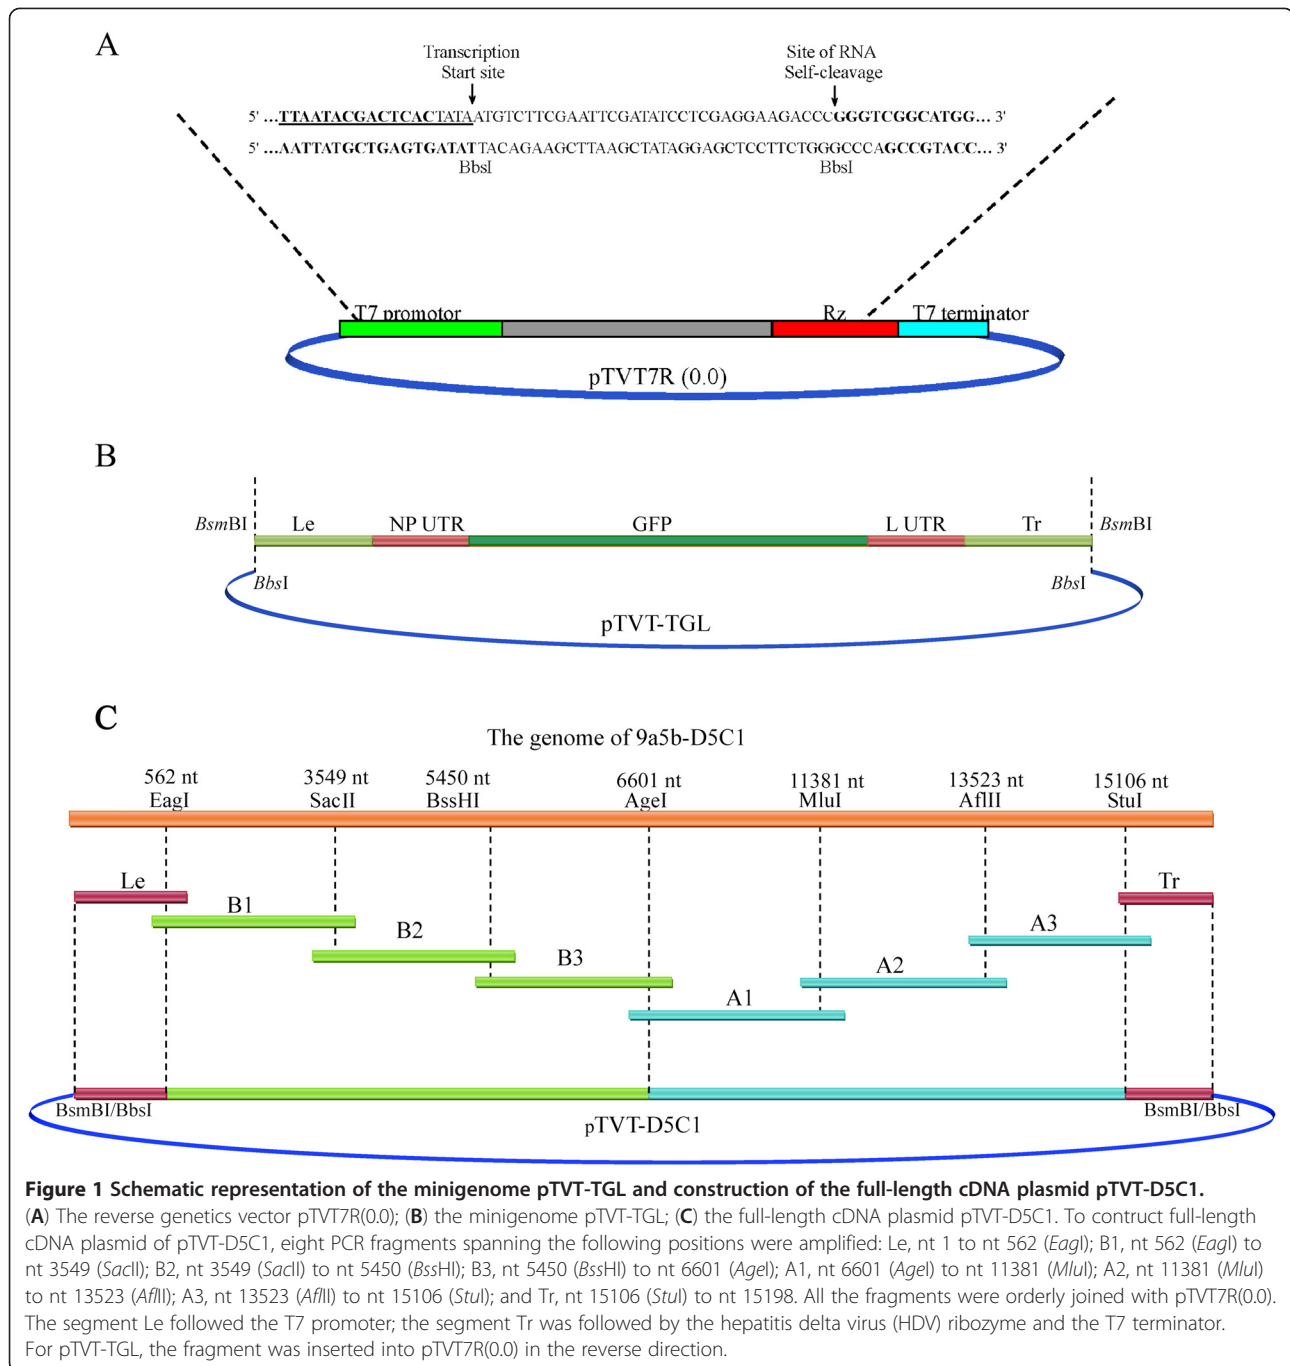 A
Transcription Start site
Site of RNA Self-cleavage
5' ...TTAATACGACTCACTATAATGTCTTCGAATTCGATATCCTCGAGGAAGACCCGGGTCGGCATGG... 3'
5' ...AATTATGCTGAGTGATATTACAGAAGCTTAAGCTATAGGAGCTCCTTCTGGGCCCAGCCGTACC... 3'
BbsI BbsI
T7 promotor Rz T7 terminator
pTVT7R (0.0)
B
BsmBI Le NP UTR GFP L UTR Tr BsmBI
BbsI BbsI
pTVT-TGL
C
The genome of 9a5b-D5C1
562 nt 3549 nt 5450 nt 6601 nt 11381 nt 13523 nt 15106 nt
EagI SacII BssHI AgeI MluI AflII StuI
Le Tr
B1
A3
B2
B3 A2
A1
BsmBI/BbsI BsmBI/BbsI
pTVT-D5C1
Figure 1 Schematic representation of the minigenome pTVT-TGL and construction of the full-length cDNA plasmid pTVT-D5C1.
(A) The reverse genetics vector pTVT7R(0.0); (B) the minigenome pTVT-TGL; (C) the full-length cDNA plasmid pTVT-D5C1. To contruct full-length
cDNA plasmid of pTVT-D5C1, eight PCR fragments spanning the following positions were amplified: Le, nt 1 to nt 562 (EagI); B1, nt 562 (EagI) to
nt 3549 (SacII); B2, nt 3549 (SacII) to nt 5450 (BssHI); B3, nt 5450 (BssHI) to nt 6601 (AgeI); A1, nt 6601 (AgeI) to nt 11381 (MluI); A2, nt 11381 (MluI)
to nt 13523 (AflII); A3, nt 13523 (AflII) to nt 15106 (StuI); and Tr, nt 15106 (StuI) to nt 15198. All the fragments were orderly joined with pTVT7R(0.0).
The segment Le followed the T7 promoter; the segment Tr was followed by the hepatitis delta virus (HDV) ribozyme and the T7 terminator.
For pTVT-TGL, the fragment was inserted into pTVT7R(0.0) in the reverse direction.